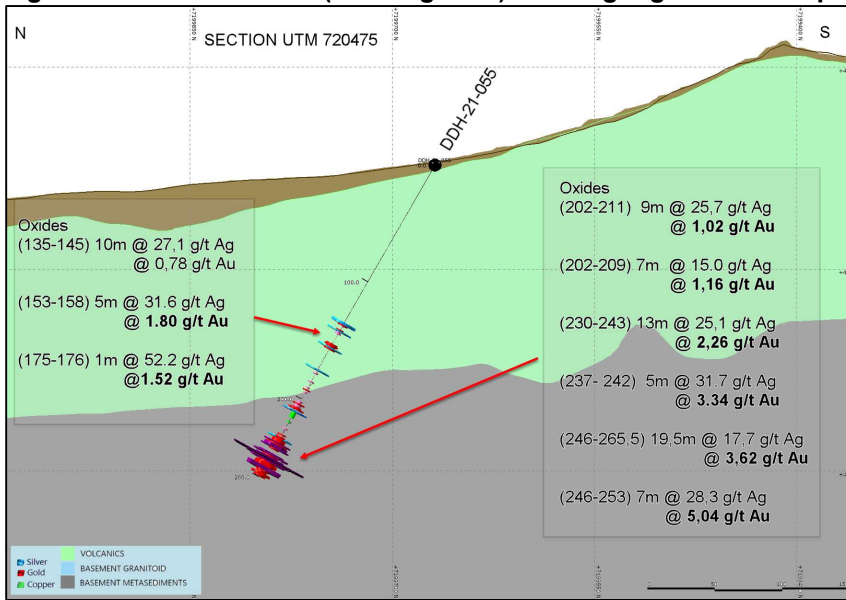 N
SECTION UTM 720475
S
DDH-21-055
Oxides
(135-145) 10m @ 27,1 g/t Ag
@ 0,78 g/t Au
(153-158) 5m @ 31.6 g/t Ag
@ 1.80 g/t Au
(175-176) 1m @ 52.2 g/t Ag
@1.52 g/t Au
100.0
Oxides
(202-211) 9m @ 25,7 g/t Ag
@ 1,02 g/t Au
(202-209) 7m @ 15.0 g/t Ag
@ 1,16 g/t Au
(230-243) 13m @ 25,1 g/t Ag
@ 2,26 g/t Au
(237- 242) 5m @ 31.7 g/t Ag
@ 3.34 g/t Au
(246-265,5) 19,5m @ 17,7 g/t Ag
@ 3,62 g/t Au
(246-253) 7m @ 28,3 g/t Ag
@ 5,04 g/t Au
Silver
Gold
Copper
VOLCANICS
BASEMENT GRANITOID
BASEMENT METASEDIMENTS